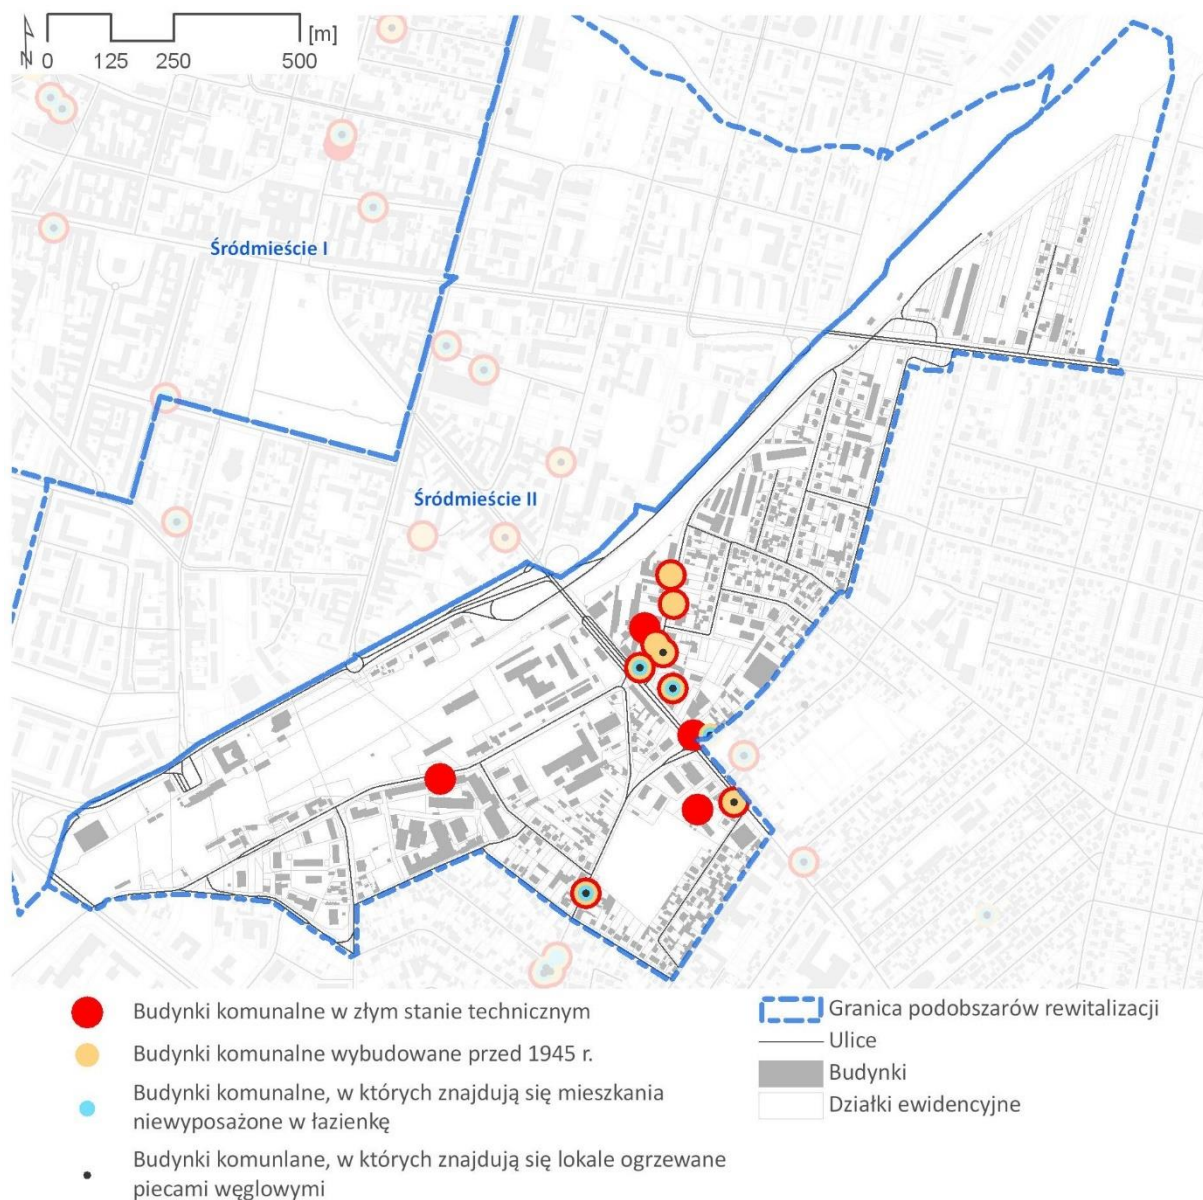 [m]
N 0 125 250 500
Śródmieście I
Śródmieście II
Budynki komunalne w złym stanie technicznym
Budynki komunalne wybudowane przed 1945 r.
Budynki komunalne, w których znajdują się mieszkania
niewyposażone w łazienkę
Budynki komunlane, w których znajdują się lokale ogrzewane
piecami węglowymi
Granica podobszarów rewitalizacji
Ulice
Budynki
Działki ewidencyjne